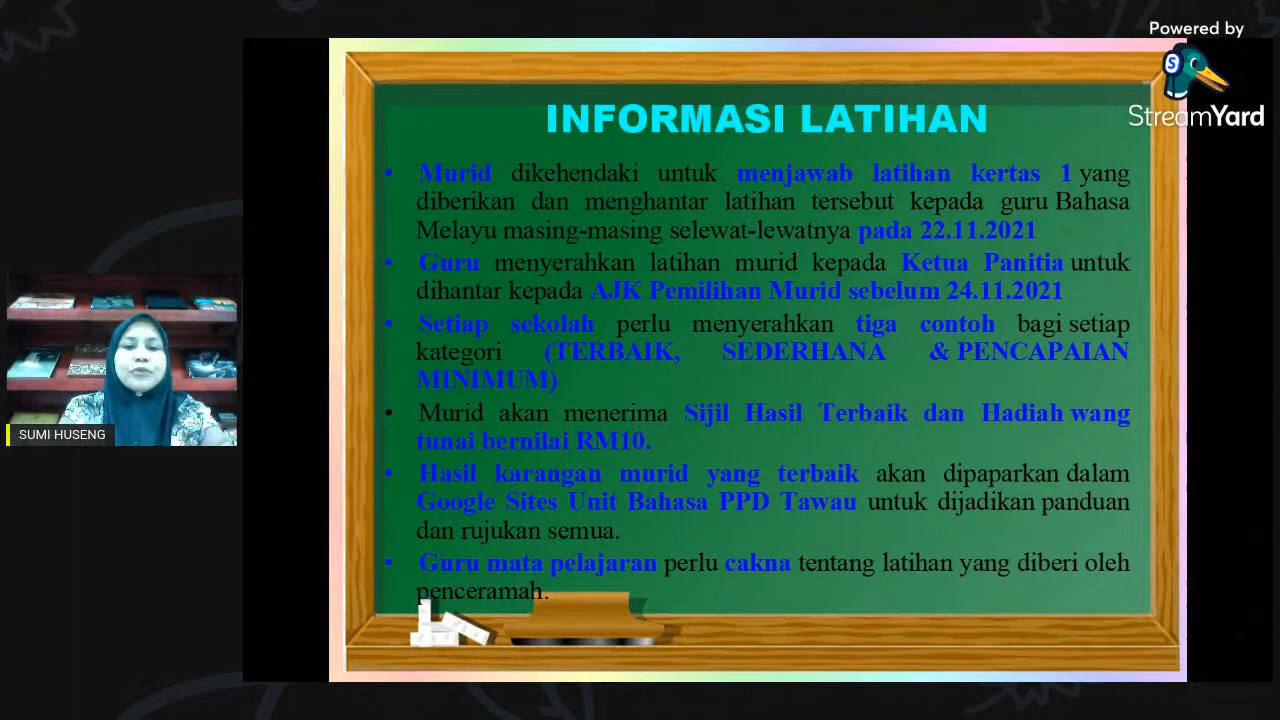 Powered by
StreamYard
INFORMASI LATIHAN
• Murid dikehendaki untuk menjawab latihan kertas 1 yang
diberikan dan menghantar latihan tersebut kepada guru Bahasa
Melayu masing-masing selewat-lewatnya pada 22.11.2021
• Guru menyerahkan latihan murid kepada Ketua Panitia untuk
dihantar kepada AJK Pemilihan Murid sebelum 24.11.2021
• Setiap sekolah perlu menyerahkan tiga contoh bagi setiap
kategori (TERBAIK, SEDERHANA & PENCAPAIAN
MINIMUM)
• Murid akan menerima Sijil Hasil Terbaik dan Hadiah wang
tunai bernilai RM10.
• Hasil karangan murid yang terbaik akan dipaparkan dalam
Google Sites Unit Bahasa PPD Tawau untuk dijadikan panduan
dan rujukan semua.
• Guru mata pelajaran perlu cakna tentang latihan yang diberi oleh
penceramah.
SUMI HUSENG